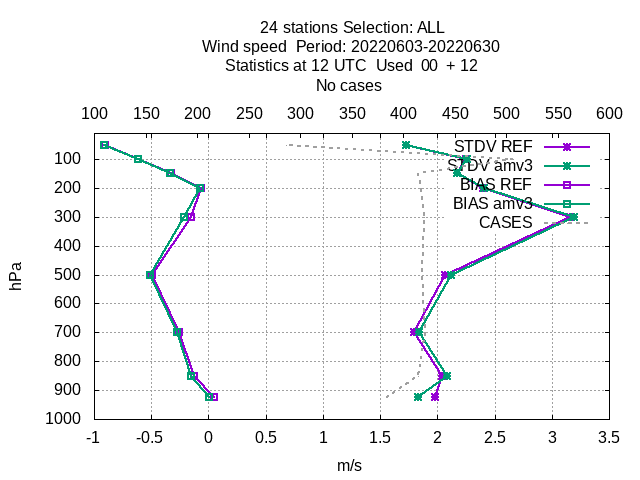 24 stations Selection: ALL
Wind speed  Period: 20220603-20220630
Statistics at 12 UTC  Used  00  + 12
No cases
100 150 200 250 300 350 400 450 500 550 600
STDV REF
STDV amv3
BIAS REF
BIAS amv3
CASES
hPa
100
200
300
400
500
600
700
800
900
1000
-1 -0.5 0 0.5 1 1.5 2 2.5 3 3.5
m/s